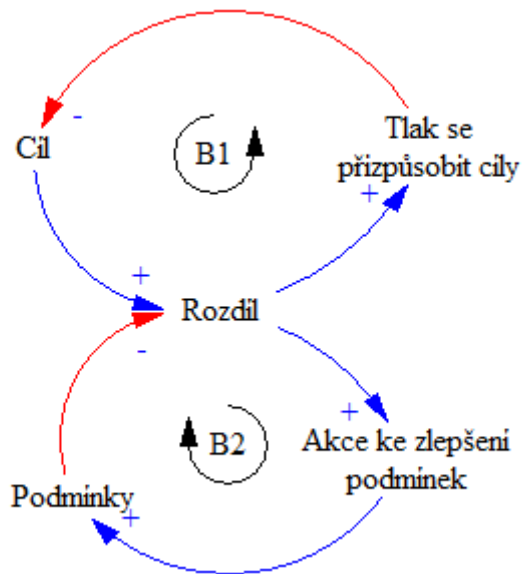 -
Tlak se
přizpůsobit cíly
Cíl
B1
+
+
Rozdíl
-
+
Akce ke zlepšení
podmínek
B2
Podmínky
+